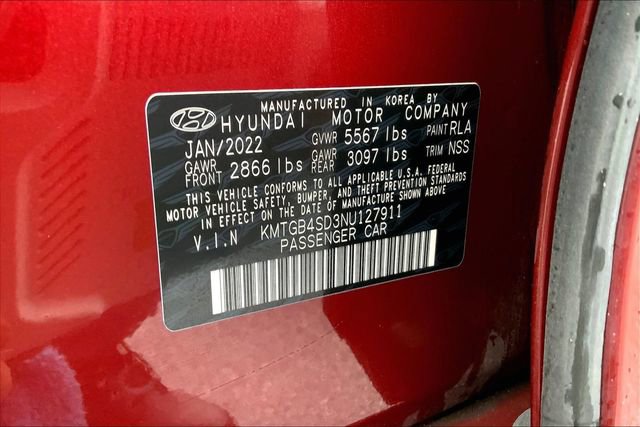 MANUFACTURED IN KOREA BY
HYUNDAI MOTOR COMPANY
JAN/2022 GVWR 5567 lbs PAINT RLA
GAWR FRONT 2866 lbs GAWR REAR 3097 lbs TRIM NSS
THIS VEHICLE CONFORMS TO ALL APPLICABLE U.S.A. FEDERAL
MOTOR VEHICLE SAFETY, BUMPER, AND THEFT PREVENTION STANDARDS
IN EFFECT ON THE DATE OF MANUFACTURE SHOWN ABOVE
V.I.N KMTGB4SD3NU127911
PASSENGER CAR